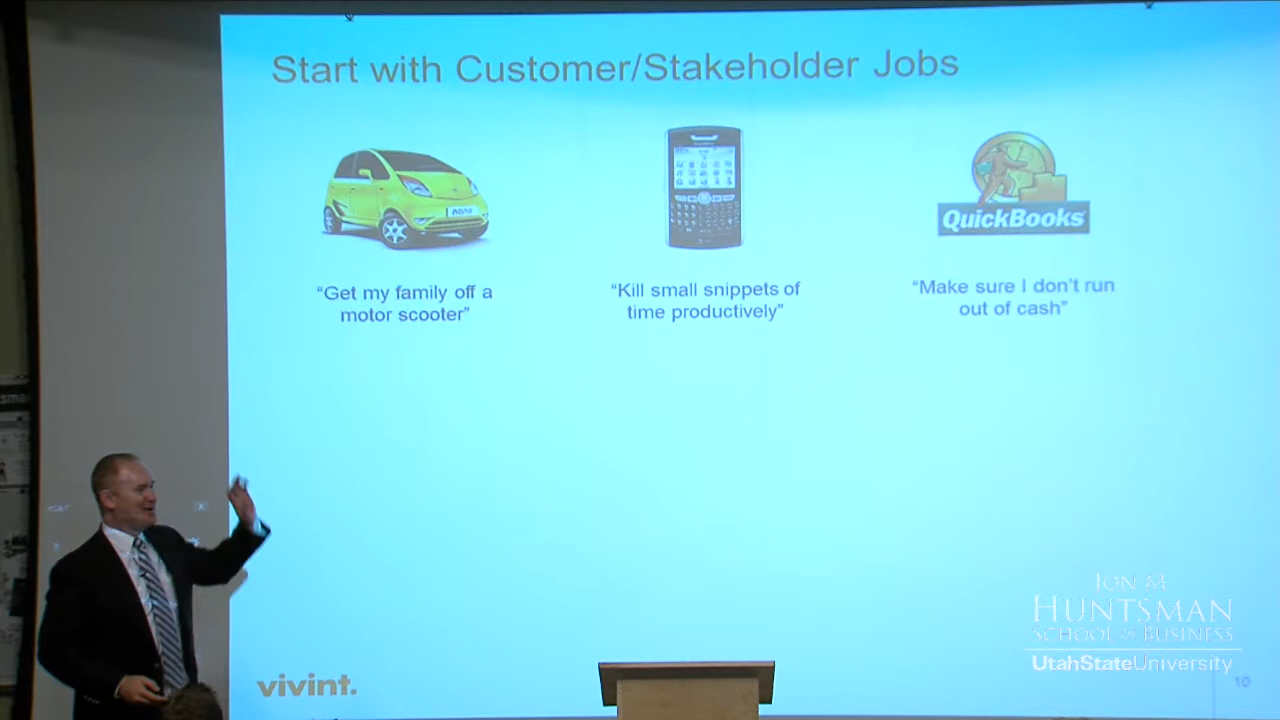 Start with Customer/Stakeholder Jobs
nano
QuickBooks
“Get my family off a
motor scooter”
“Kill small snippets of
time productively”
“Make sure I don’t run
out of cash”
JON M
HUNTSMAN
SCHOOL of BUSINESS
UtahStateUniversity
vivint.
10